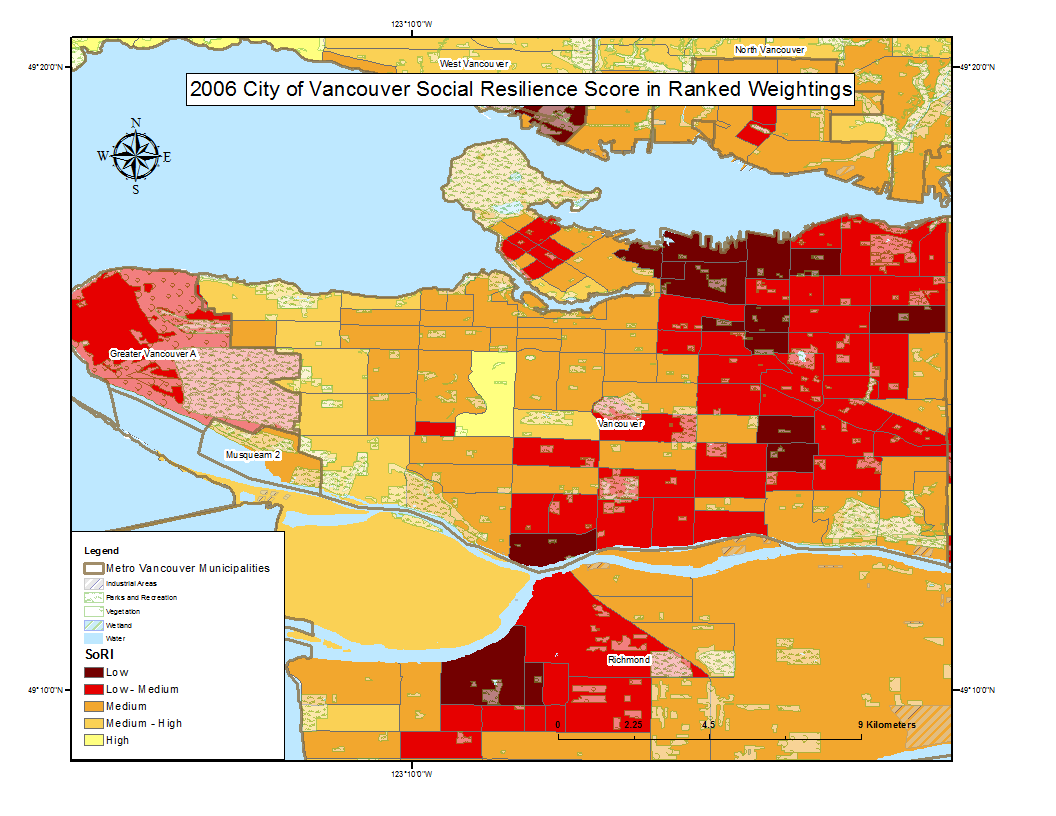 123°10'0"W
49°20'0"N
49°20'0"N
North Vancouver
West Vancouver
2006 City of Vancouver Social Resilience Score in Ranked Weightings
N
W
E
S
Greater Vancouver A
Vancouver
Musqueam 2
Legend
Metro Vancouver Municipalities
Industrial Areas
Parks and Recreation
Vegetation
Wetland
Water
SoRI
Low
Low - Medium
Medium
Medium - High
High
Richmond
49°10'0"N
49°10'0"N
0 2.25 4.5 9 Kilometers
123°10'0"W